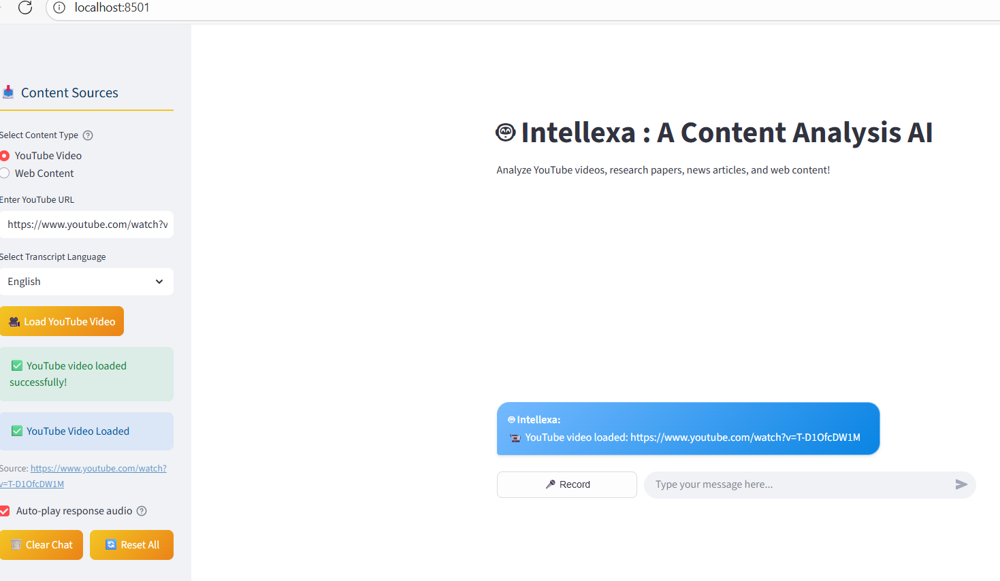 localhost:8501
Content Sources
Select Content Type
YouTube Video
Web Content
Enter YouTube URL
https://www.youtube.com/watch?v
Select Transcript Language
English
Load YouTube Video
YouTube video loaded
successfully!
YouTube Video Loaded
Source: https://www.youtube.com/watch?
v=T-D1OfcDW1M
Auto-play response audio
Clear Chat
Reset All
Intellexa : A Content Analysis AI
Analyze YouTube videos, research papers, news articles, and web content!
Intellexa:
YouTube video loaded: https://www.youtube.com/watch?v=T-D1OfcDW1M
Record
Type your message here...